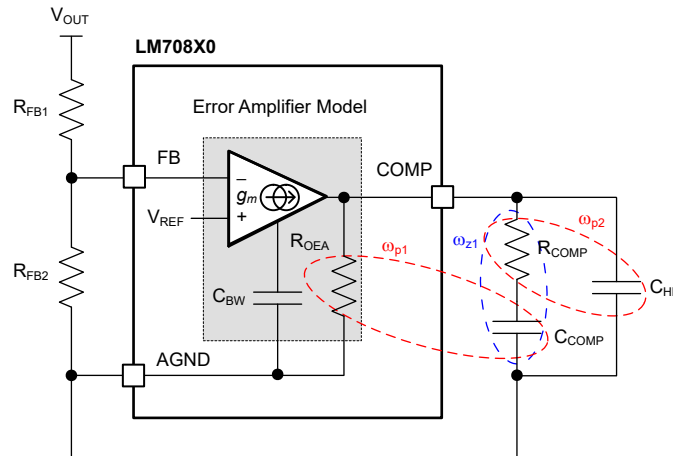 VOUT
LM708X0
RFB1
Error Amplifier Model
FB
COMP
gm
−
+
VREF
ROEA
ωp1
ωz1
ωp2
RCOMP
RFB2
CBW
CCOMP
AGND